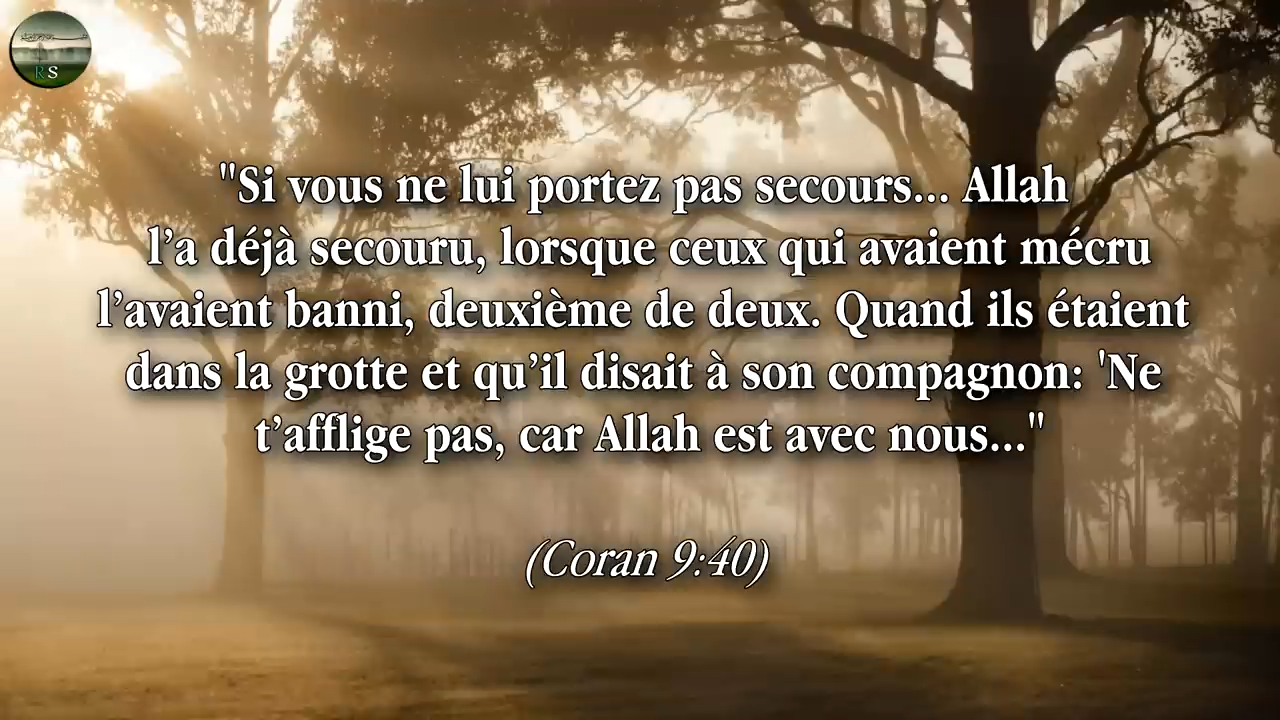 "Si vous ne lui portez pas secours... Allah
l’a déjà secouru, lorsque ceux qui avaient mécru
l’avaient banni, deuxième de deux. Quand ils étaient
dans la grotte et qu’il disait à son compagnon: 'Ne
t’afflige pas, car Allah est avec nous..."
(Coran 9:40)
RS